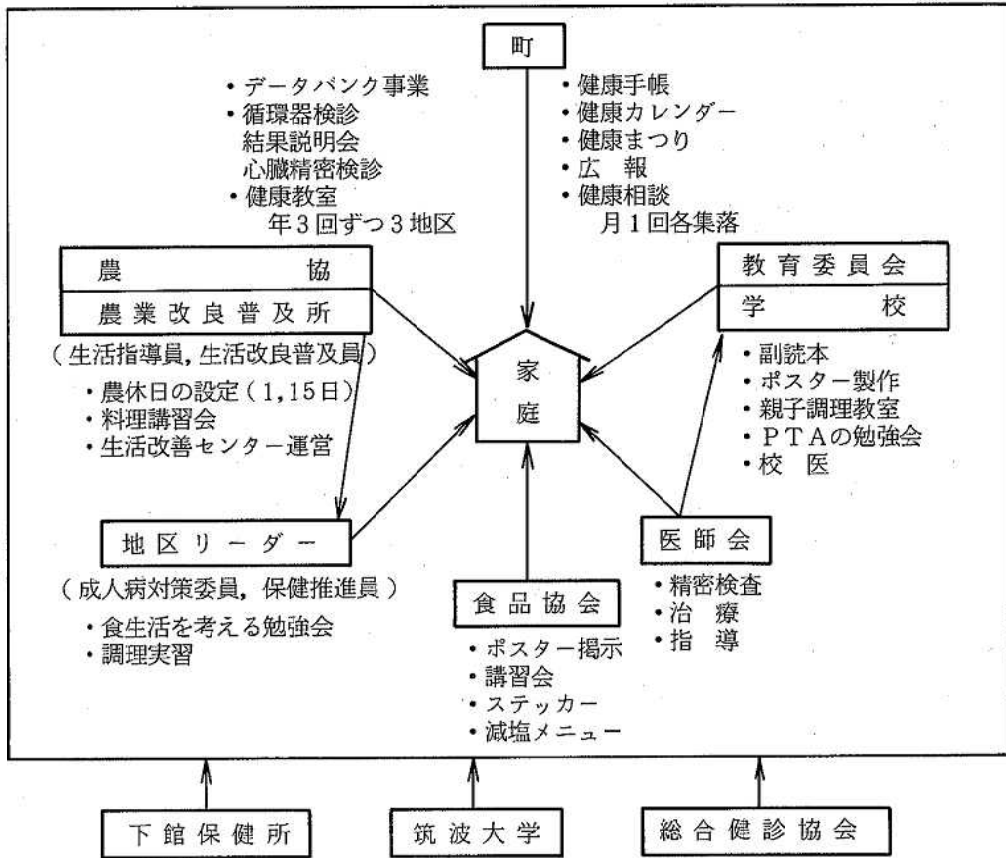 町
・データバンク事業
・循環器検診
結果説明会
心臓精密検診
・健康教室
年3回ずつ3地区
・健康手帳
・健康カレンダー
・健康まつり
・広 報
・健康相談
月1回各集落
農 協
農業改良普及所
(生活指導員,生活改良普及員)
・農休日の設定(1,15日)
・料理講習会
・生活改善センター運営
家庭
教育委員会
学 校
・副読本
・ポスター製作
・親子調理教室
・PTAの勉強会
・校 医
地区リーダー
(成人病対策委員,保健推進員)
・食生活を考える勉強会
・調理実習
食品協会
・ポスター掲示
・講習会
・ステッカー
・減塩メニュー
医師会
・精密検査
・治 療
・指 導
下館保健所
筑波大学
総合健診協会